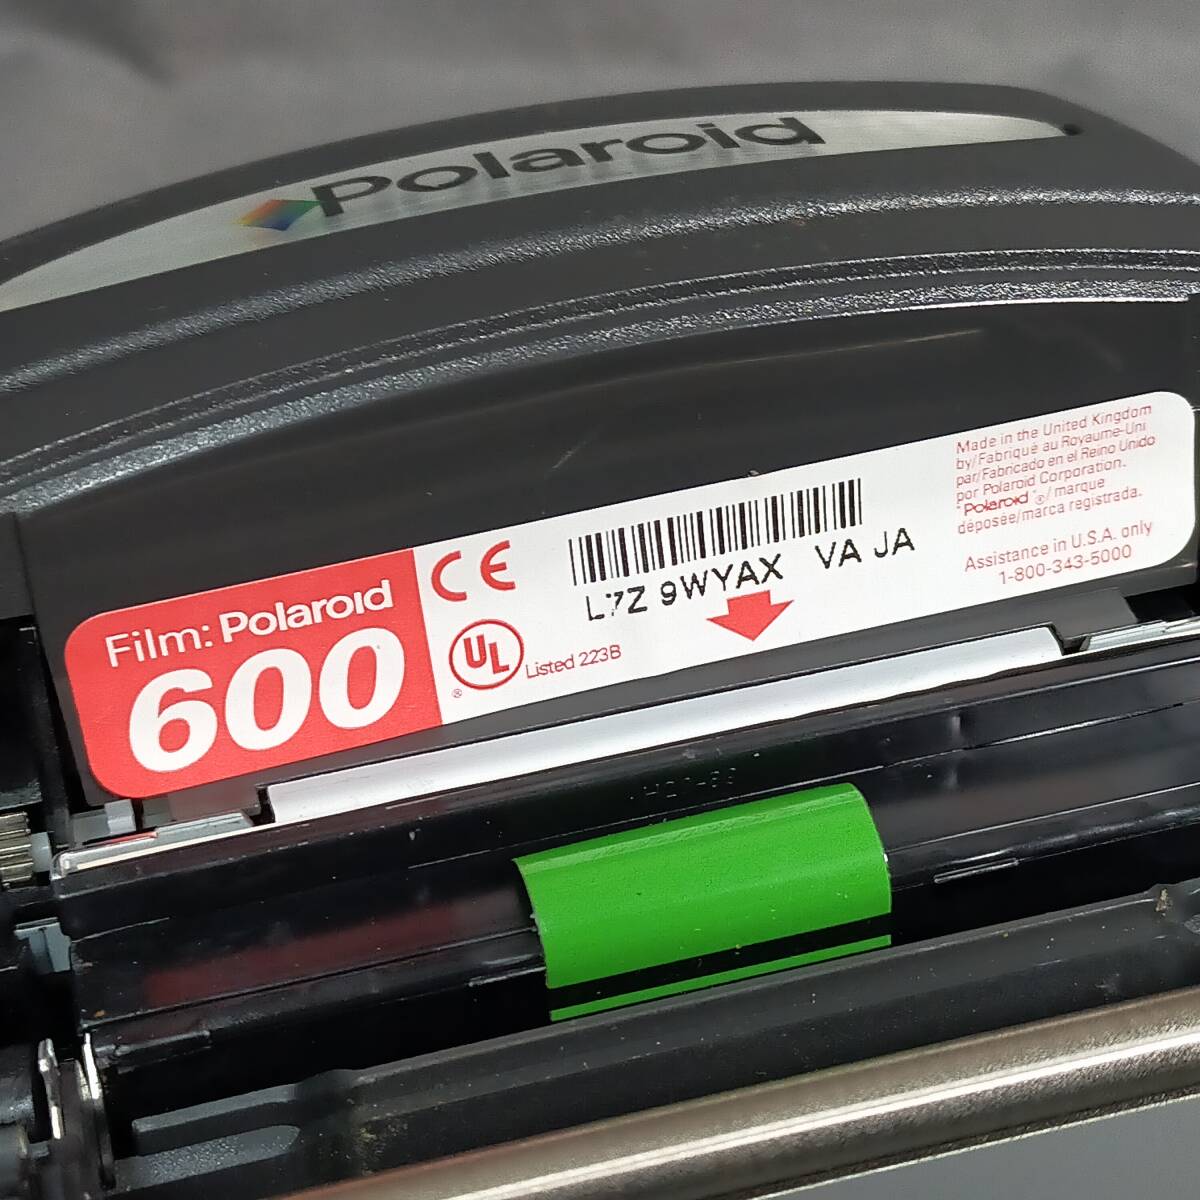 Polaroid
Film: Polaroid
600
CE
UL
®
Listed 223B
L7Z 9WYAX VA JA
Made in the United Kingdom
by/Fabriqué au Royaume-Uni
par/Fabricado en el Reino Unido
por Polaroid Corporation.
"Polaroid"®/marque
déposée/marca registrada.
Assistance in U.S.A. only
1-800-343-5000